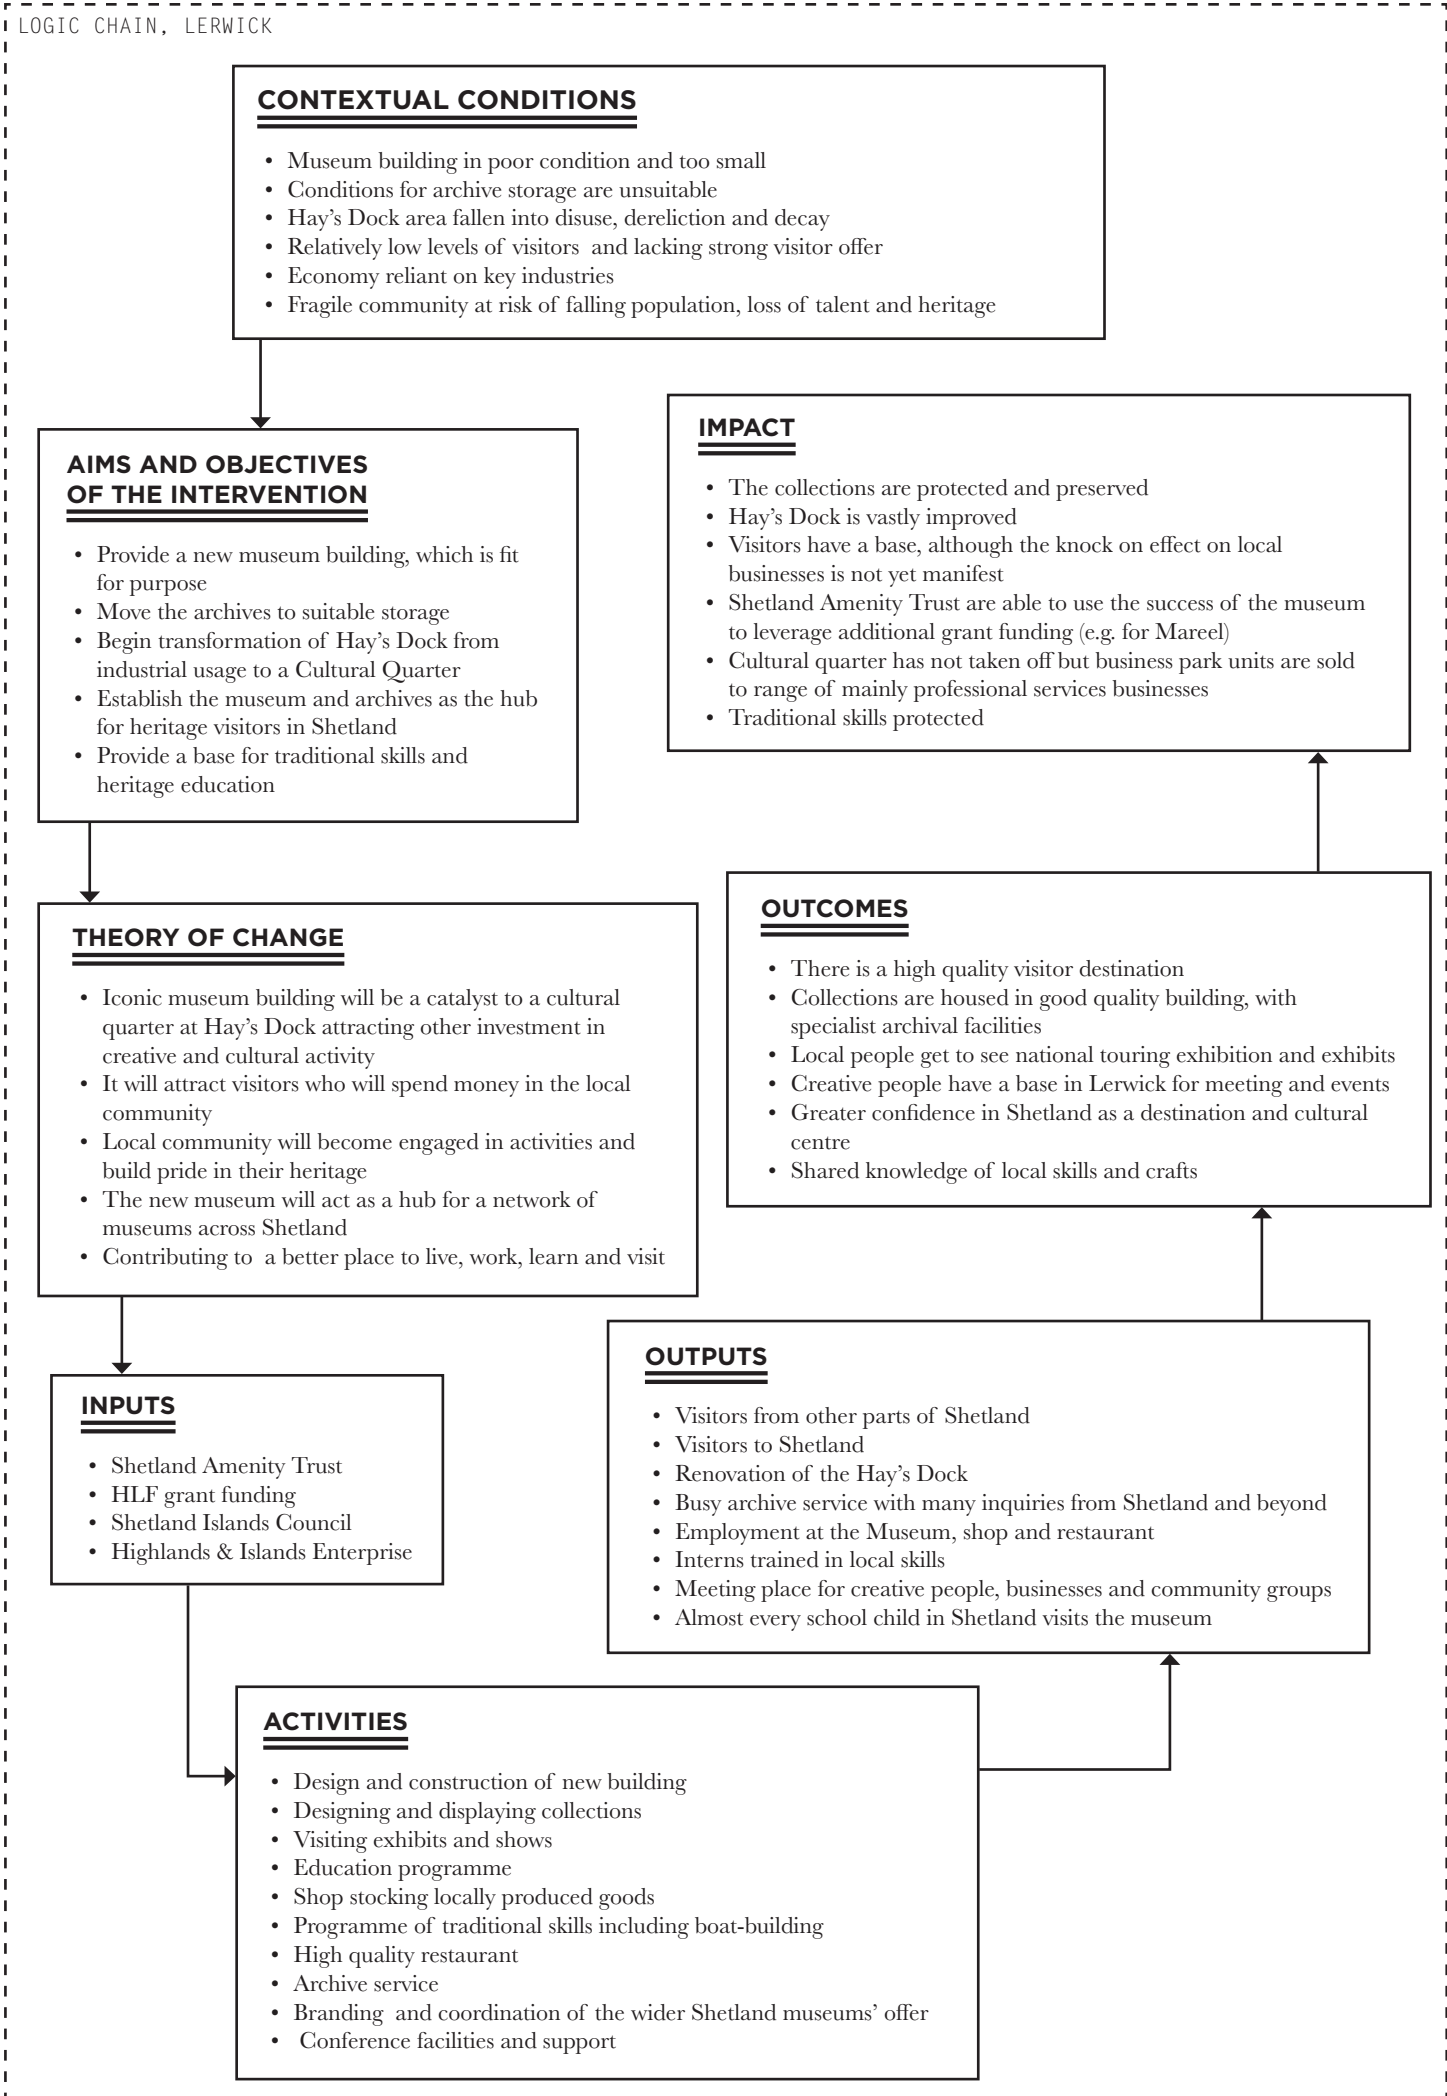 LOGIC CHAIN, LERWICK
CONTEXTUAL CONDITIONS
• Museum building in poor condition and too small
• Conditions for archive storage are unsuitable
• Hay's Dock area fallen into disuse, dereliction and decay
• Relatively low levels of visitors and lacking strong visitor offer
• Economy reliant on key industries
• Fragile community at risk of falling population, loss of talent and heritage
AIMS AND OBJECTIVES
OF THE INTERVENTION
• Provide a new museum building, which is fit
for purpose
• Move the archives to suitable storage
• Begin transformation of Hay's Dock from
industrial usage to a Cultural Quarter
• Establish the museum and archives as the hub
for heritage visitors in Shetland
• Provide a base for traditional skills and
heritage education
THEORY OF CHANGE
• Iconic museum building will be a catalyst to a cultural
quarter at Hay's Dock attracting other investment in
creative and cultural activity
• It will attract visitors who will spend money in the local
community
• Local community will become engaged in activities and
build pride in their heritage
• The new museum will act as a hub for a network of
museums across Shetland
• Contributing to a better place to live, work, learn and visit
INPUTS
• Shetland Amenity Trust
• HLF grant funding
• Shetland Islands Council
• Highlands & Islands Enterprise
ACTIVITIES
• Design and construction of new building
• Designing and displaying collections
• Visiting exhibits and shows
• Education programme
• Shop stocking locally produced goods
• Programme of traditional skills including boat-building
• High quality restaurant
• Archive service
• Branding and coordination of the wider Shetland museums' offer
• Conference facilities and support
OUTPUTS
• Visitors from other parts of Shetland
• Visitors to Shetland
• Renovation of the Hay's Dock
• Busy archive service with many inquiries from Shetland and beyond
• Employment at the Museum, shop and restaurant
• Interns trained in local skills
• Meeting place for creative people, businesses and community groups
• Almost every school child in Shetland visits the museum
OUTCOMES
• There is a high quality visitor destination
• Collections are housed in good quality building, with
specialist archival facilities
• Local people get to see national touring exhibition and exhibits
• Creative people have a base in Lerwick for meeting and events
• Greater confidence in Shetland as a destination and cultural
centre
• Shared knowledge of local skills and crafts
IMPACT
• The collections are protected and preserved
• Hay's Dock is vastly improved
• Visitors have a base, although the knock on effect on local
businesses is not yet manifest
• Shetland Amenity Trust are able to use the success of the museum
to leverage additional grant funding (e.g. for Mareel)
• Cultural quarter has not taken off but business park units are sold
to range of mainly professional services businesses
• Traditional skills protected